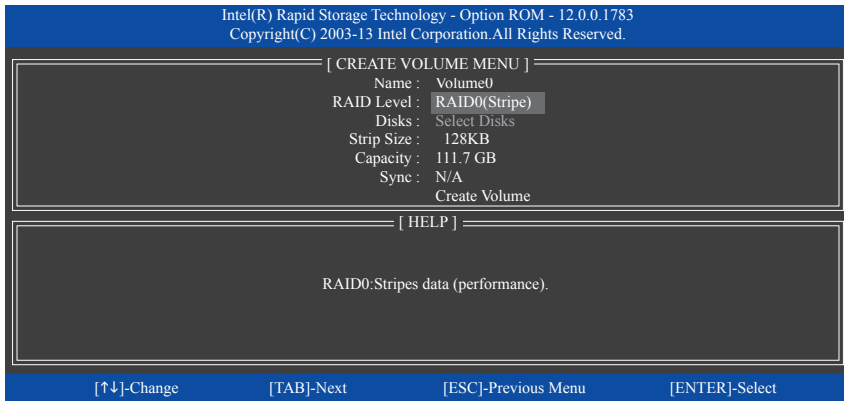 Intel(R) Rapid Storage Technology - Option ROM - 12.0.0.1783
Copyright(C) 2003-13 Intel Corporation.All Rights Reserved.
[ CREATE VOLUME MENU ]
Name : Volume0
RAID Level : RAID0(Stripe)
Disks : Select Disks
Strip Size : 128KB
Capacity : 111.7 GB
Sync : N/A
Create Volume
[ HELP ]
RAID0:Stripes data (performance).
[↑↓]-Change [TAB]-Next [ESC]-Previous Menu [ENTER]-Select